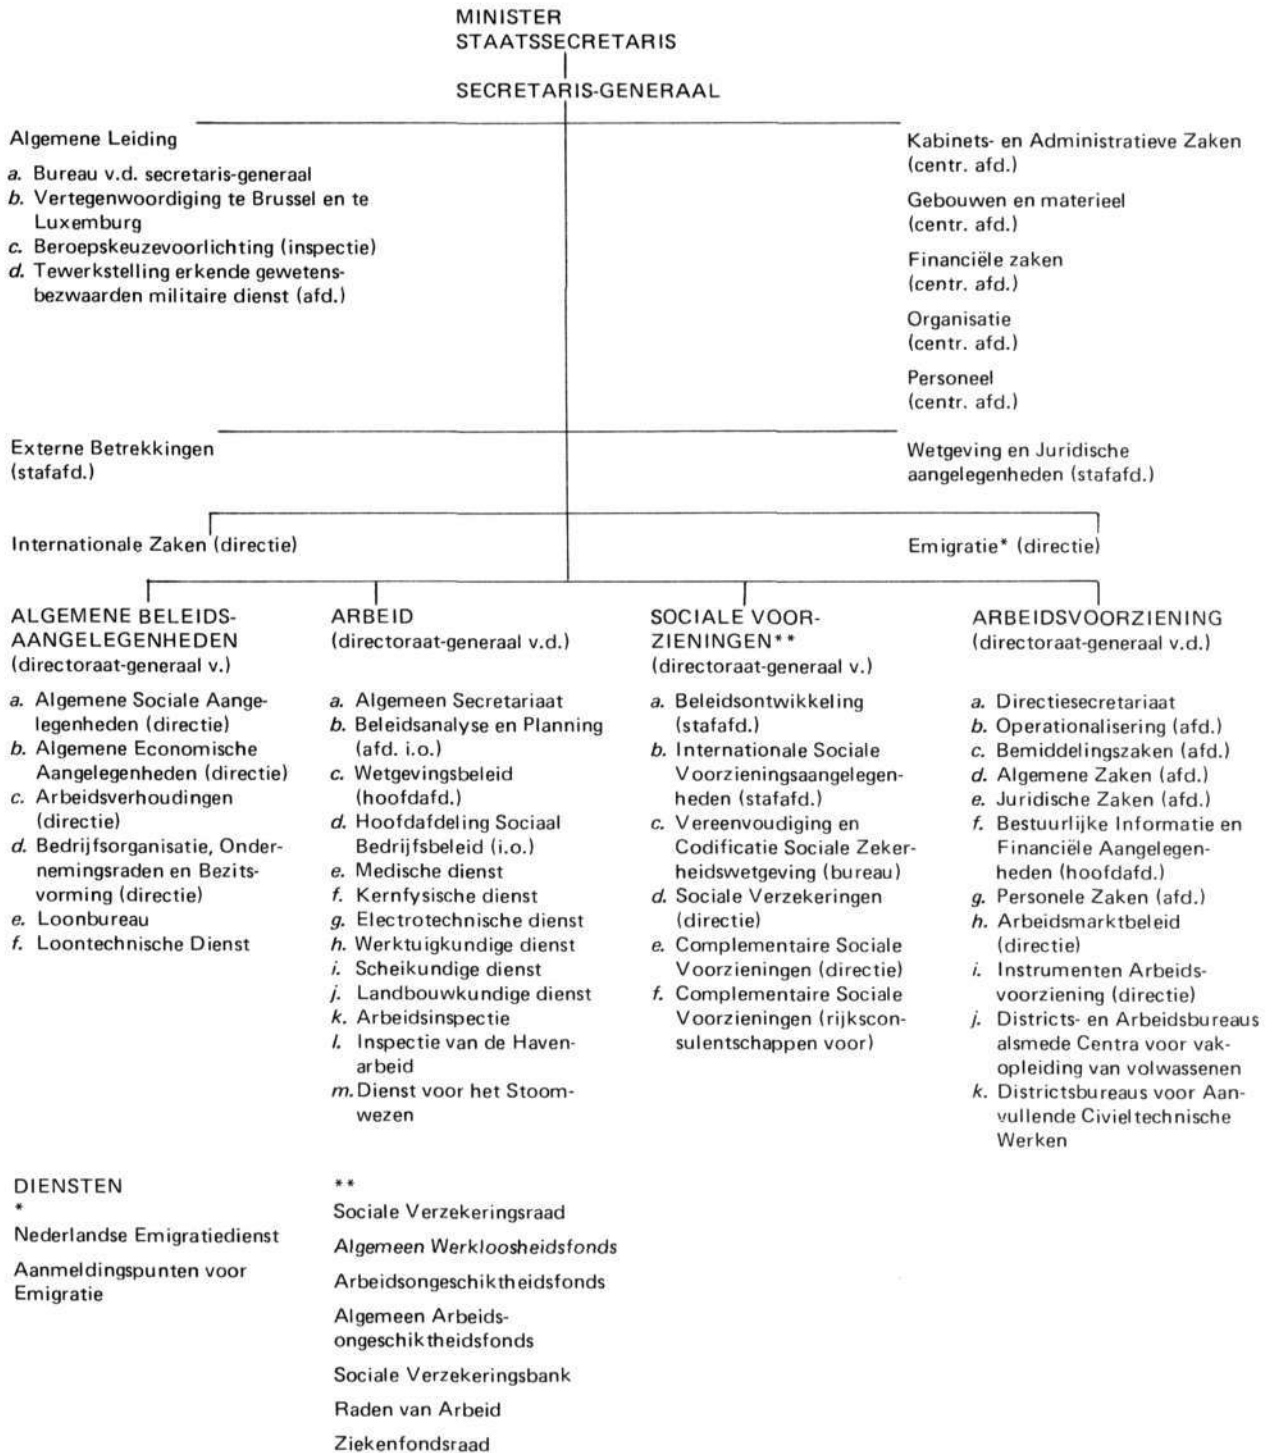 MINISTER
STAATSSECRETARIS
SECRETARIS-GENERAAL
Algemene Leiding
a. Bureau v.d. secretaris-generaal
b. Vertegenwoordiging te Brussel en te
Luxemburg
c. Beroepskeuzevoorlichting (inspectie)
d. Tewerkstelling erkende gewetens-
bezwaarden militaire dienst (afd.)
Kabinets- en Administratieve Zaken
(centr. afd.)
Gebouwen en materieel
(centr. afd.)
Financiële zaken
(centr. afd.)
Organisatie
(centr. afd.)
Personeel
(centr. afd.)
Externe Betrekkingen
(stafafd.)
Wetgeving en Juridische
aangelegenheden (stafafd.)
Internationale Zaken (directie)
Emigratie* (directie)
ALGEMENE BELEIDS-
AANGELEGENHEDEN
(directoraat-generaal v.)
a. Algemene Sociale Aange-
legenheden (directie)
b. Algemene Economische
Aangelegenheden (directie)
c. Arbeidsverhoudingen
(directie)
d. Bedrijfsorganisatie, Onder-
nemingsraden en Bezits-
vorming (directie)
e. Loonbureau
f. Loontechnische Dienst
ARBEID
(directoraat-generaal v.d.)
a. Algemeen Secretariaat
b. Beleidsanalyse en Planning
(afd. i.o.)
c. Wetgevingsbeleid
(hoofdafd.)
d. Hoofdafdeling Sociaal
Bedrijfsbeleid (i.o.)
e. Medische dienst
f. Kernfysische dienst
g. Electrotechnische dienst
h. Werktuigkundige dienst
i. Scheikundige dienst
j. Landbouwkundige dienst
k. Arbeidsinspectie
l. Inspectie van de Haven-
arbeid
m. Dienst voor het Stoom-
wezen
SOCIALE VOOR-
ZIENINGEN**
(directoraat-generaal v.)
a. Beleidsontwikkeling
(stafafd.)
b. Internationale Sociale
Voorzieningsaangelegen-
heden (stafafd.)
c. Vereenvoudiging en
Codificatie Sociale Zeker-
heidswetgeving (bureau)
d. Sociale Verzekeringen
(directie)
e. Complementaire Sociale
Voorzieningen (directie)
f. Complementaire Sociale
Voorzieningen (rijkscon-
sulentschappen voor)
ARBEIDSVOORZIENING
(directoraat-generaal v.d.)
a. Directiesecretariaat
b. Operationalisering (afd.)
c. Bemiddelingszaken (afd.)
d. Algemene Zaken (afd.)
e. Juridische Zaken (afd.)
f. Bestuurlijke Informatie en
Financiële Aangelegen-
heden (hoofdafd.)
g. Personele Zaken (afd.)
h. Arbeidsmarktbeleid
(directie)
i. Instrumenten Arbeids-
voorziening (directie)
j. Districts- en Arbeidsbureaus
alsmede Centra voor vak-
opleiding van volwassenen
k. Districtsbureaus voor Aan-
vullende Civieltechnische
Werken
DIENSTEN
*
Nederlandse Emigratiedienst
Aanmeldingspunten voor
Emigratie
**
Sociale Verzekeringsraad
Algemeen Werkloosheidsfonds
Arbeidsongeschiktheidsfonds
Algemeen Arbeids-
ongeschiktheidsfonds
Sociale Verzekeringsbank
Raden van Arbeid
Ziekenfondsraad